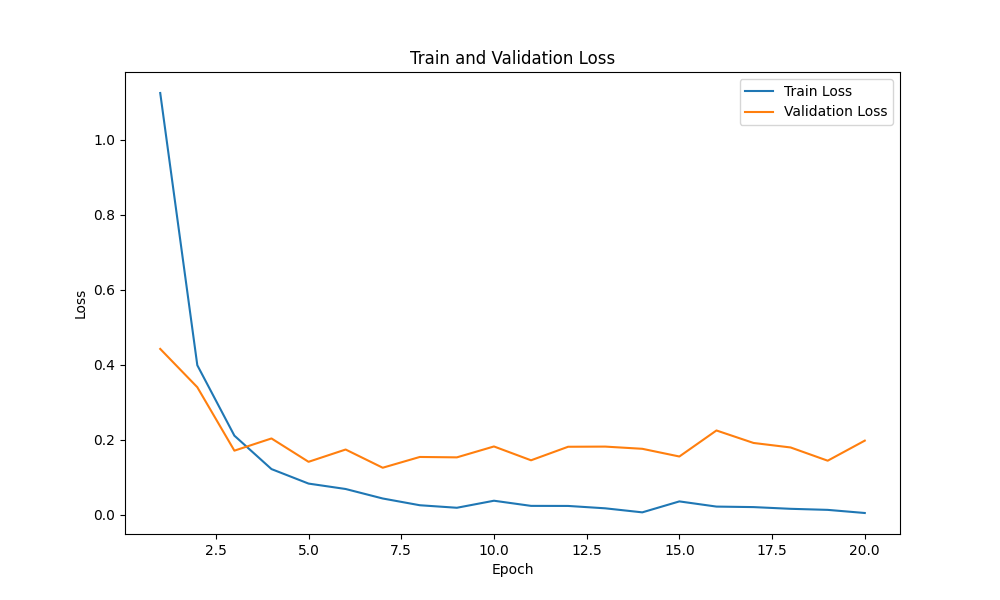 Train and Validation Loss
Train Loss
Validation Loss
Loss
1.0
0.8
0.6
0.4
0.2
0.0
2.5 5.0 7.5 10.0 12.5 15.0 17.5 20.0
Epoch